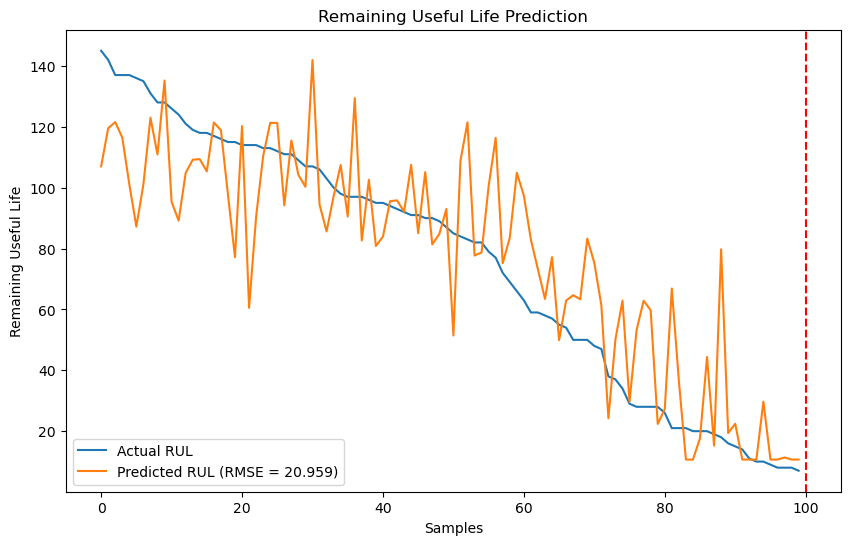 Remaining Useful Life Prediction
Remaining Useful Life
140
120
100
80
60
40
20
Actual RUL
Predicted RUL (RMSE = 20.959)
0
20
40
60
80
100
Samples